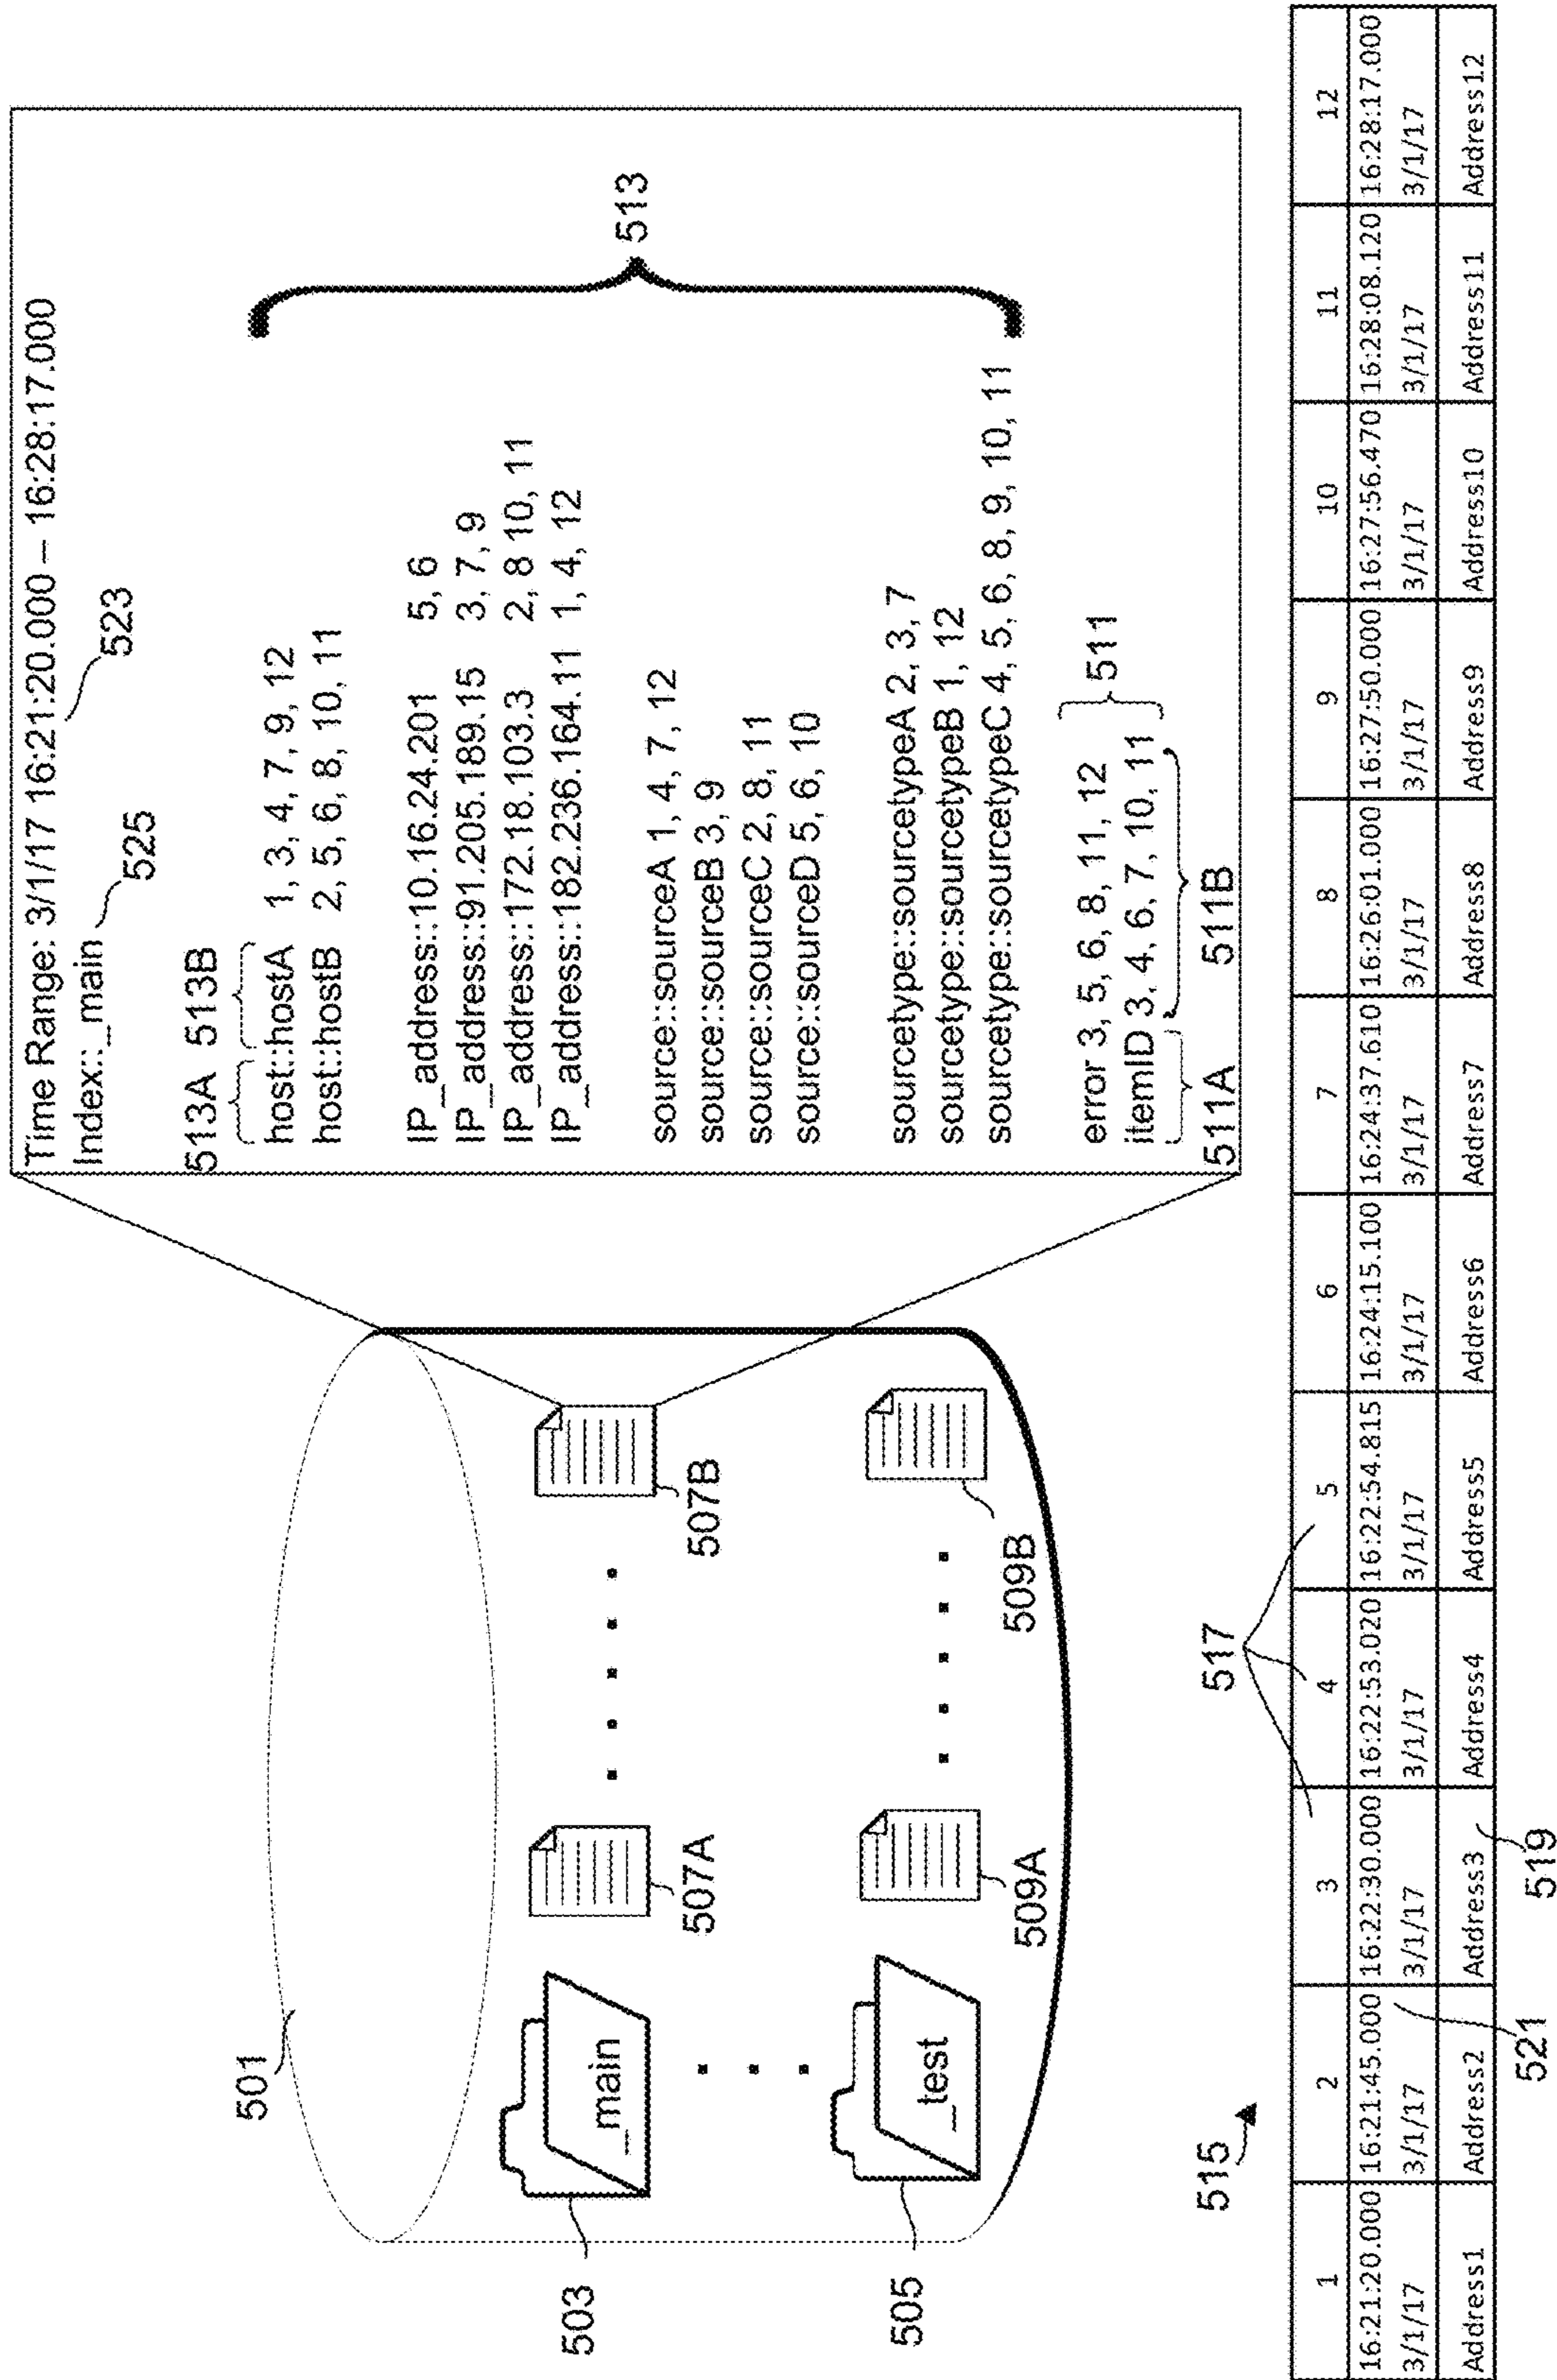 501
503
_main
507A
507B
505
_test
509A
509B
Time Range: 3/1/17 16:21:20.000 – 16:28:17.000
523
Index::_main
525
513A 513B
host::hostA 1, 3, 4, 7, 9, 12
host::hostB 2, 5, 6, 8, 10, 11
IP_address::10.16.24.201 5, 6
IP_address::91.205.189.15 3, 7, 9
IP_address::172.18.103.3 2, 8 10, 11
IP_address::182.236.164.11 1, 4, 12
513
source::sourceA 1, 4, 7, 12
source::sourceB 3, 9
source::sourceC 2, 8, 11
source::sourceD 5, 6, 10
sourcetype::sourcetypeA 2, 3, 7
sourcetype::sourcetypeB 1, 12
sourcetype::sourcetypeC 4, 5, 6, 8, 9, 10, 11
error 3, 5, 6, 8, 11, 12
itemID 3, 4, 6, 7, 10, 11
511
511A 511B
515
517
1 2 3 4 5 6 7 8 9 10 11 12
16:21:20.000 16:21:45.000 16:22:30.000 16:22:53.020 16:22:54.815 16:24:15.100 16:24:37.610 16:26:01.000 16:27:50.000 16:27:56.470 16:28:08.120 16:28:17.000
3/1/17 3/1/17 3/1/17 3/1/17 3/1/17 3/1/17 3/1/17 3/1/17 3/1/17 3/1/17 3/1/17 3/1/17
Address1 Address2 Address3 Address4 Address5 Address6 Address7 Address8 Address9 Address10 Address11 Address12
521
519